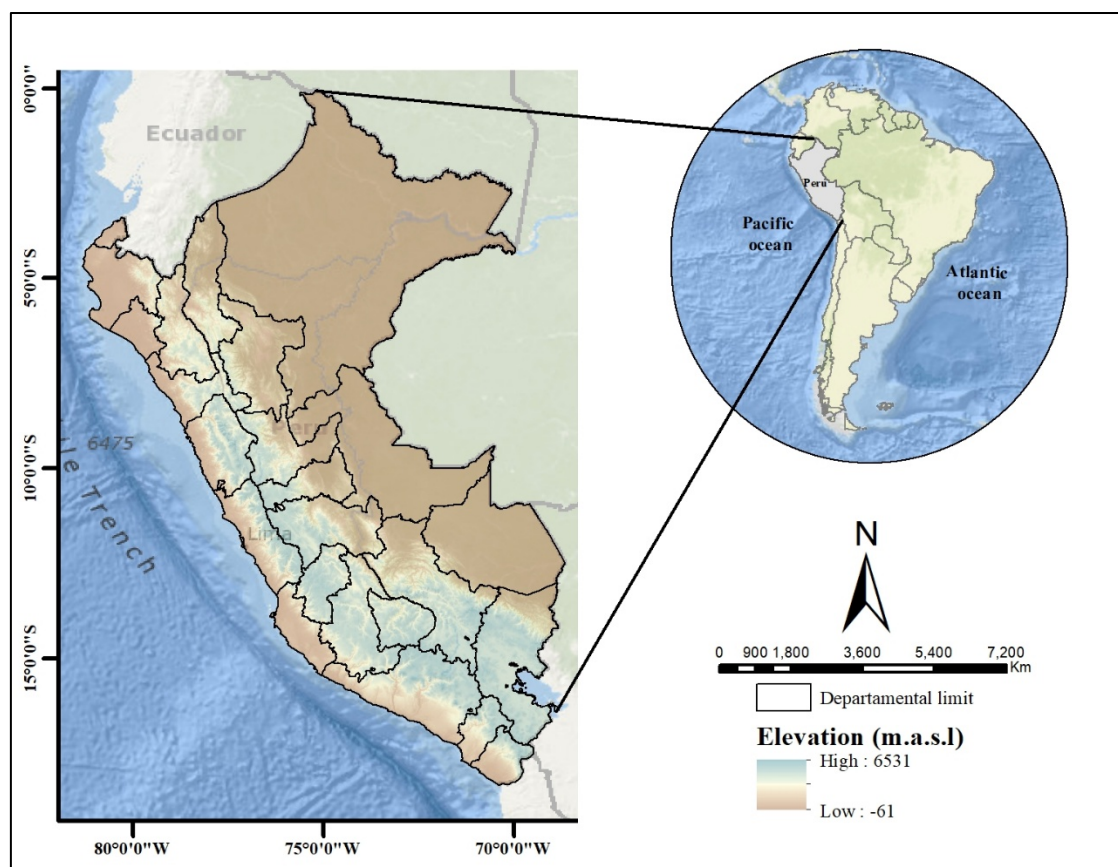 0°0'0"
5°0'0"S
10°0'0"S
15°0'0"S
Ecuador
Peru
6475
le Trench
Lima
80°0'0"W
75°0'0"W
70°0'0"W
Peru
Pacific
ocean
Atlantic
ocean
N
0 900 1,800 3,600 5,400 7,200
Km
Departamental limit
Elevation (m.a.s.l)
High : 6531
Low : -61